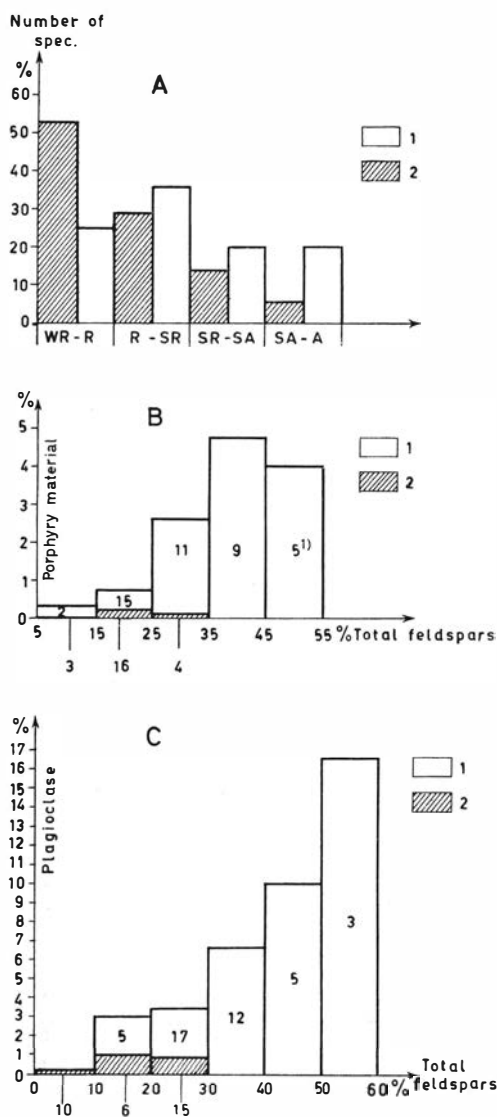 Number of
spec.
%
A
60
50
40
30
20
10
0
1
2
WR-R R-SR SR-SA SA-A
%
B
Porphyry material
5
4
3
2
1
0
1
2
2 15 11 9 5¹⁾
5 15 25 35 45 55 % Total feldspars
3 16 4
%
C
Plagioclase
17
16
15
14
13
12
11
10
9
8
7
6
5
4
3
2
1
0
1
2
5 17 12 5 3
0 10 20 30 40 50 60% Total
feldspars
10 6 15